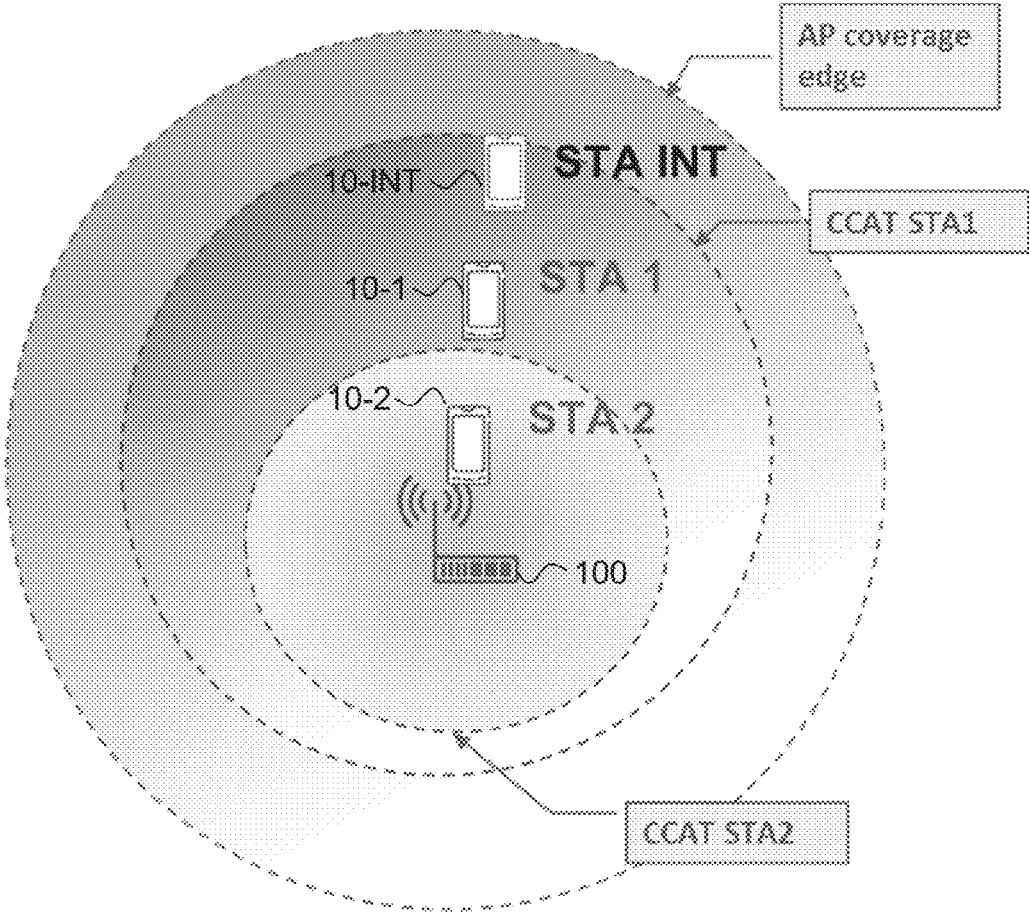 AP coverage
edge
10-INT
STA INT
CCAT STA1
10-1
STA 1
10-2
STA 2
100
CCAT STA2